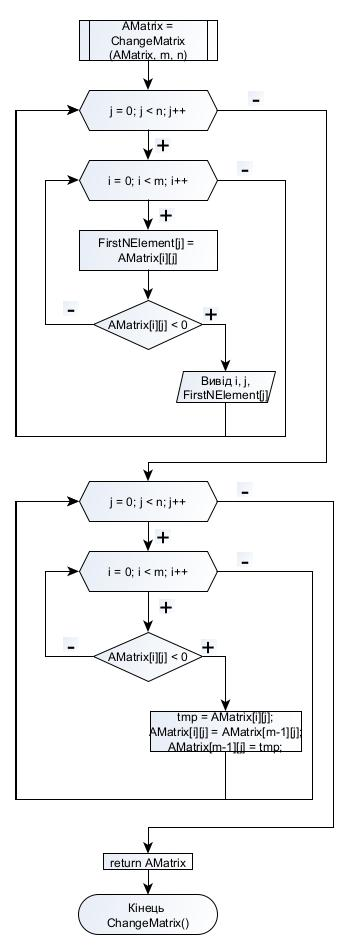 AMatrix =
ChangeMatrix
(AMatrix, m, n)
j = 0; j < n; j++
-
+
i = 0; i < m; i++
-
+
FirstNElement[j] =
AMatrix[i][j]
-
AMatrix[i][j] < 0
+
Вивід i, j,
FirstNElement[j]
j = 0; j < n; j++
-
+
i = 0; i < m; i++
-
+
-
AMatrix[i][j] < 0
+
tmp = AMatrix[i][j];
AMatrix[i][j] = AMatrix[m-1][j];
AMatrix[m-1][j] = tmp;
return AMatrix
Кінець
ChangeMatrix()